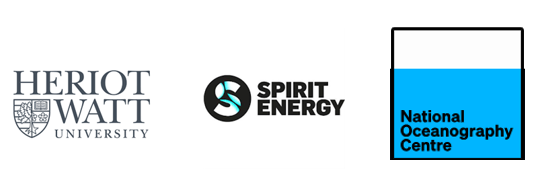 HERIOT
WATT
UNIVERSITY
SPIRIT
ENERGY
National
Oceanography
Centre